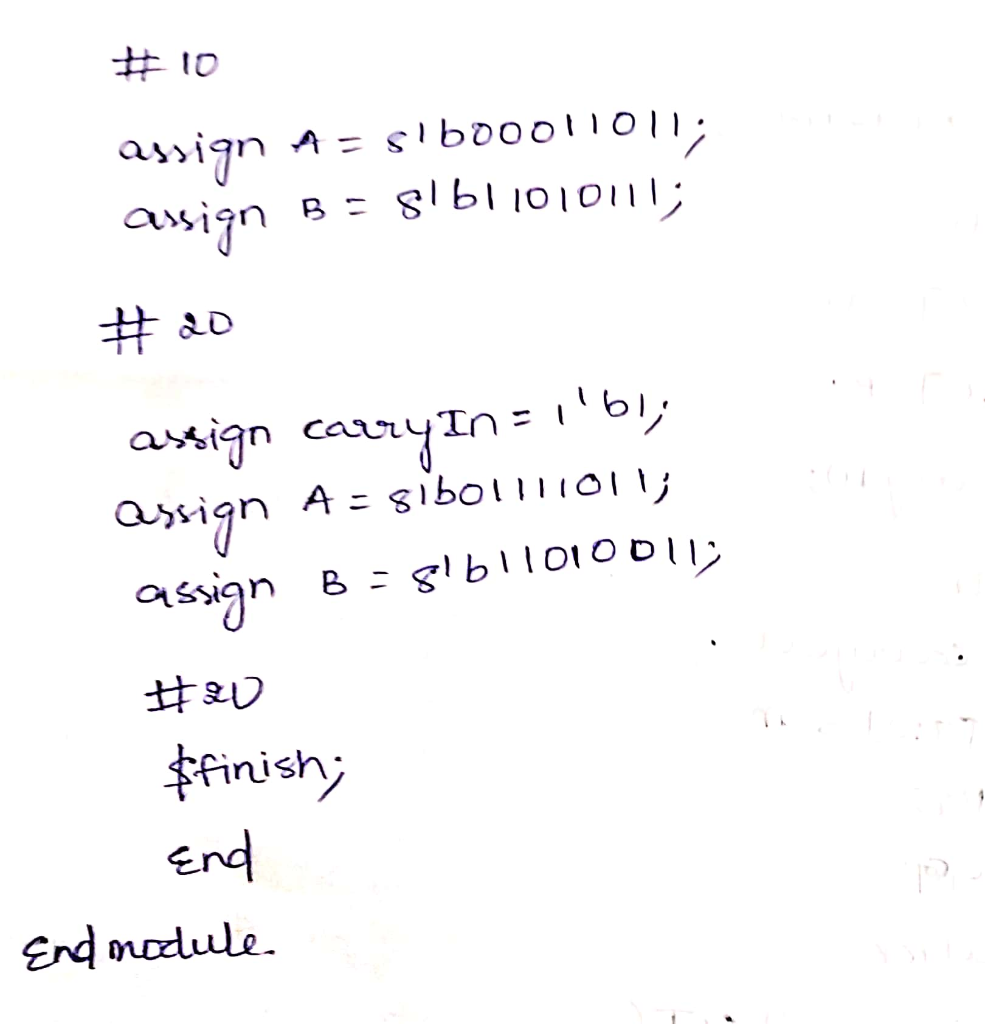 # 10
assign A = 8'b00011011;
assign B = 8'b11010111;
# 20
assign carryIn = 1'b1;
assign A = 8'b01111011;
assign B = 8'b11010011;
#20
$finish;
End
End module.